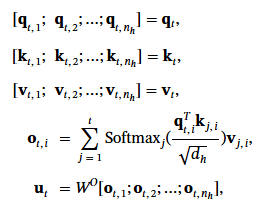 [q_{t,1}; q_{t,2};...;q_{t,n_h}] = q_t,
[k_{t,1}; k_{t,2};...;k_{t,n_h}] = k_t,
[v_{t,1}; v_{t,2};...;v_{t,n_h}] = v_t,
o_{t,i} = \sum_{j=1}^{t} Softmax_j(\frac{q_{t,i}^T k_{j,i}}{\sqrt{d_h}})v_{j,i},
u_t = W^O[o_{t,1};o_{t,2};...;o_{t,n_h}],